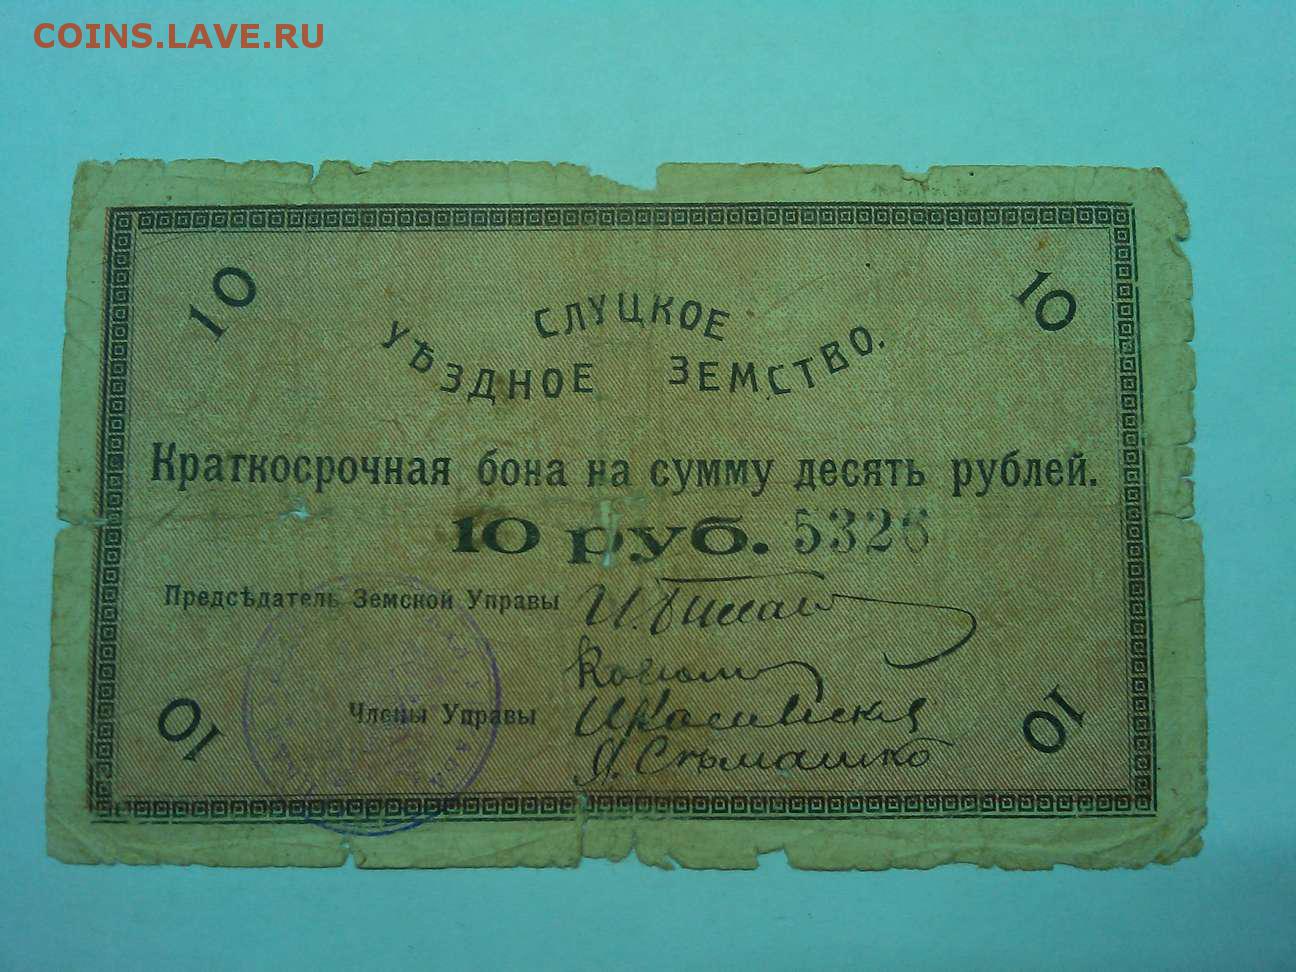 COINS.LAVE.RU
10 10
СЛУЦКОЕ
УѢЗДНОЕ ЗЕМСТВО.
Краткосрочная бона на сумму десять рублей.
10 руб. 5326
Предсѣдатель Земской Управы
Члены Управы
10 10